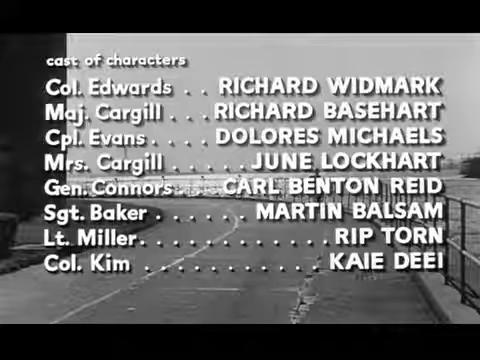 cast of characters
Col. Edwards . . RICHARD WIDMARK
Maj. Cargill . . . RICHARD BASEHART
Cpl. Evans . . . . DOLORES MICHAELS
Mrs. Cargill . . . . . . JUNE LOCKHART
Gen. Connors . . . . CARL BENTON REID
Sgt. Baker . . . . . . MARTIN BALSAM
Lt. Miller . . . . . . . . . . . . RIP TORN
Col. Kim . . . . . . . . . . . KAIE DEEI